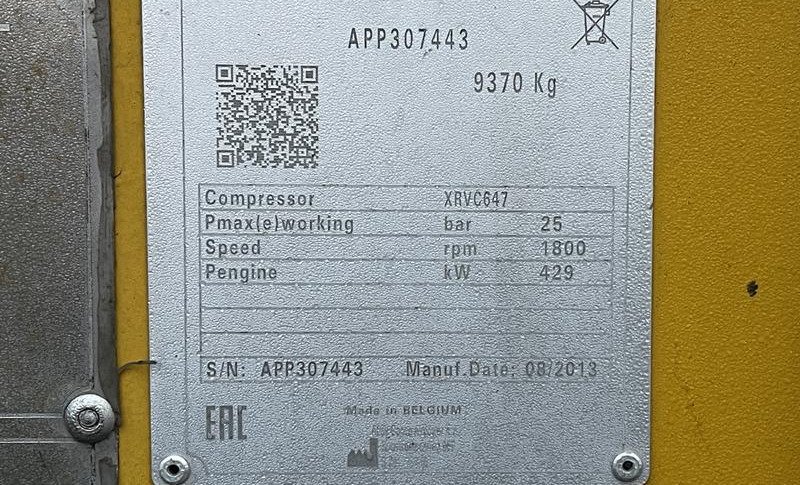 APP307443
9370 Kg
Compressor XRVC647
Pmax(e)working bar 25
Speed rpm 1800
Pengine kW 429
S/N: APP307443 Manuf.Date: 08/2013
EAC Made in BELGIUM